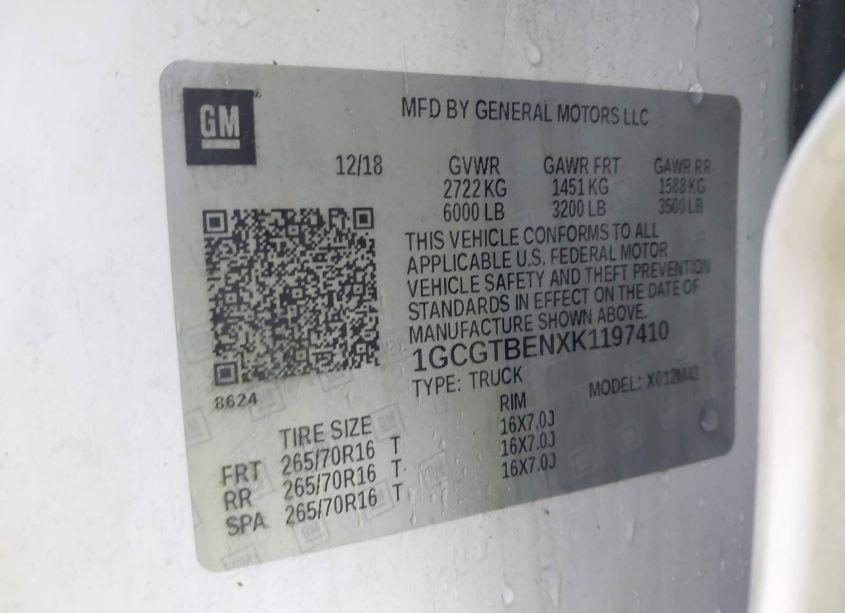 GM
MFD BY GENERAL MOTORS LLC
12/18 GVWR GAWR FRT GAWR RR
2722 KG 1451 KG 1588 KG
6000 LB 3200 LB 3500 LB
THIS VEHICLE CONFORMS TO ALL
APPLICABLE U.S. FEDERAL MOTOR
VEHICLE SAFETY AND THEFT PREVENTION
STANDARDS IN EFFECT ON THE DATE OF
MANUFACTURE SHOWN ABOVE.
1GCGTBENXK1197410
TYPE: TRUCK MODEL:
8624
TIRE SIZE RIM
FRT 265/70R16 T 16X7.0J
RR 265/70R16 T 16X7.0J
SPA 265/70R16 T 16X7.0J